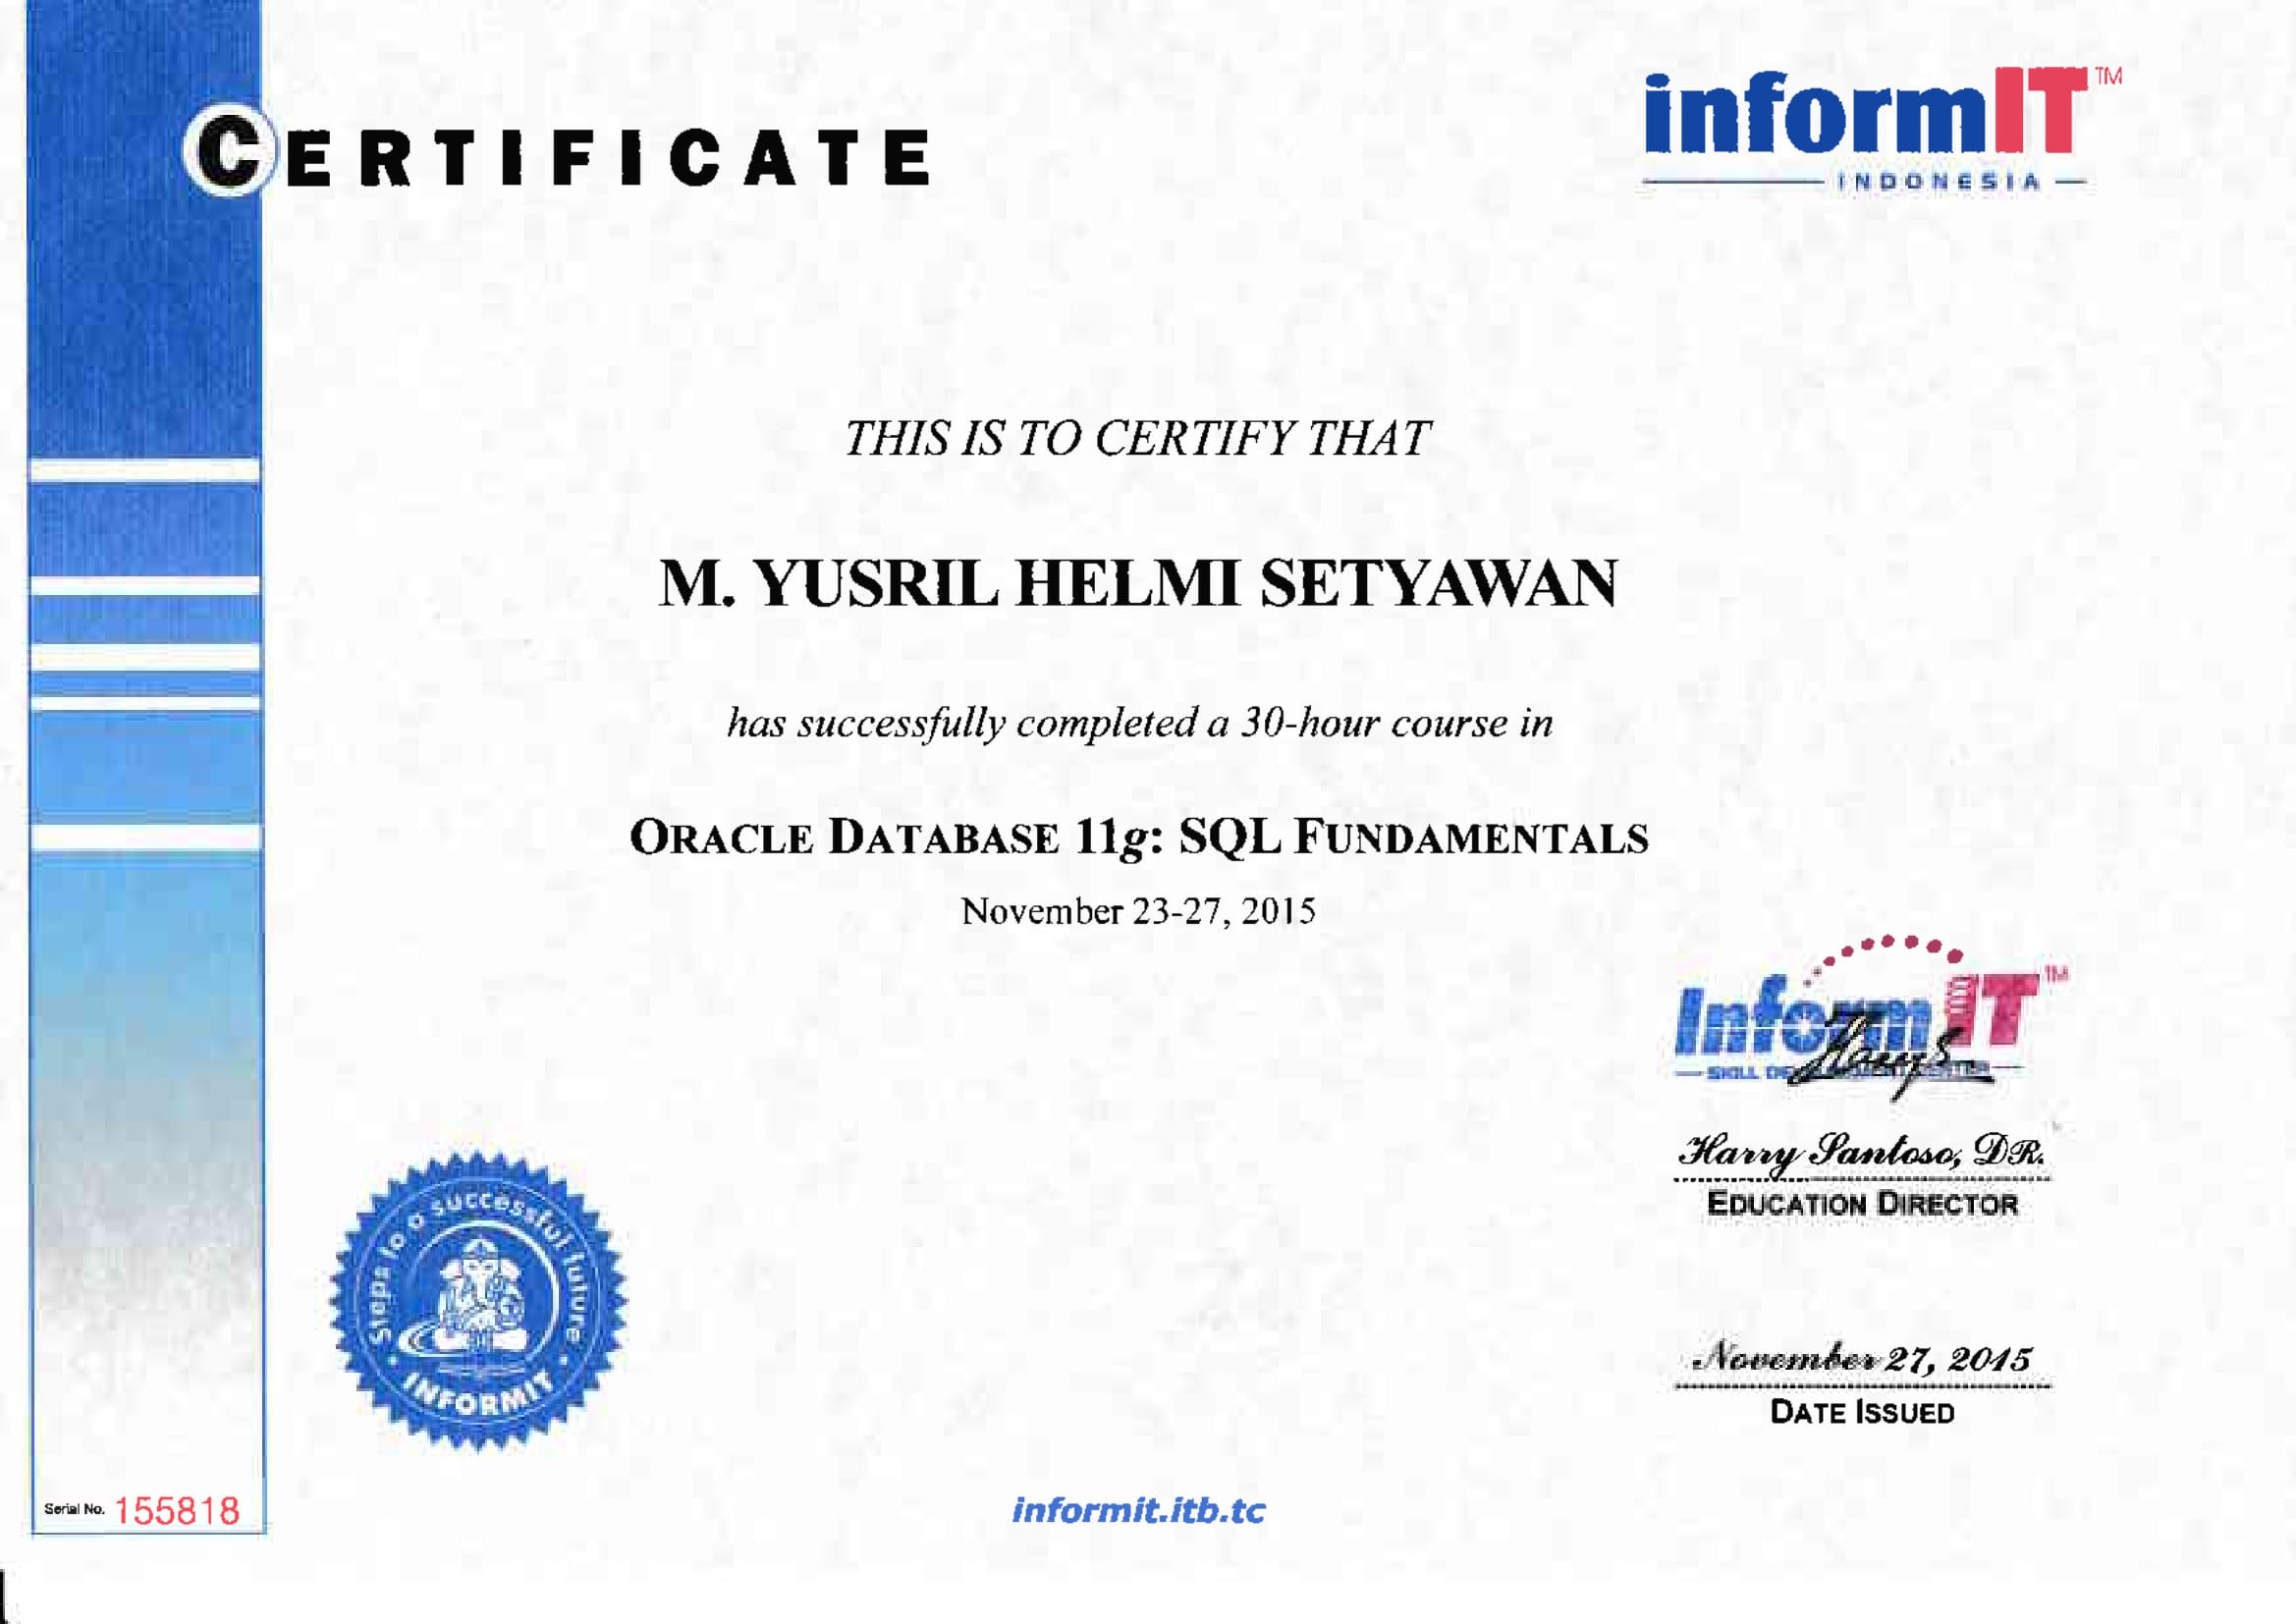 CERTIFICATE
informIT™
INDONESIA
THIS IS TO CERTIFY THAT
M. YUSRIL HELMI SETYAWAN
has successfully completed a 30-hour course in
ORACLE DATABASE 11g: SQL FUNDAMENTALS
November 23-27, 2015
InformIT™
SKILL
Harry S
Harry Santoso, DR.
EDUCATION DIRECTOR
Steps to a successful future
INFORMIT
November 27, 2015
DATE ISSUED
Serial No. 155818
informit.itb.tc